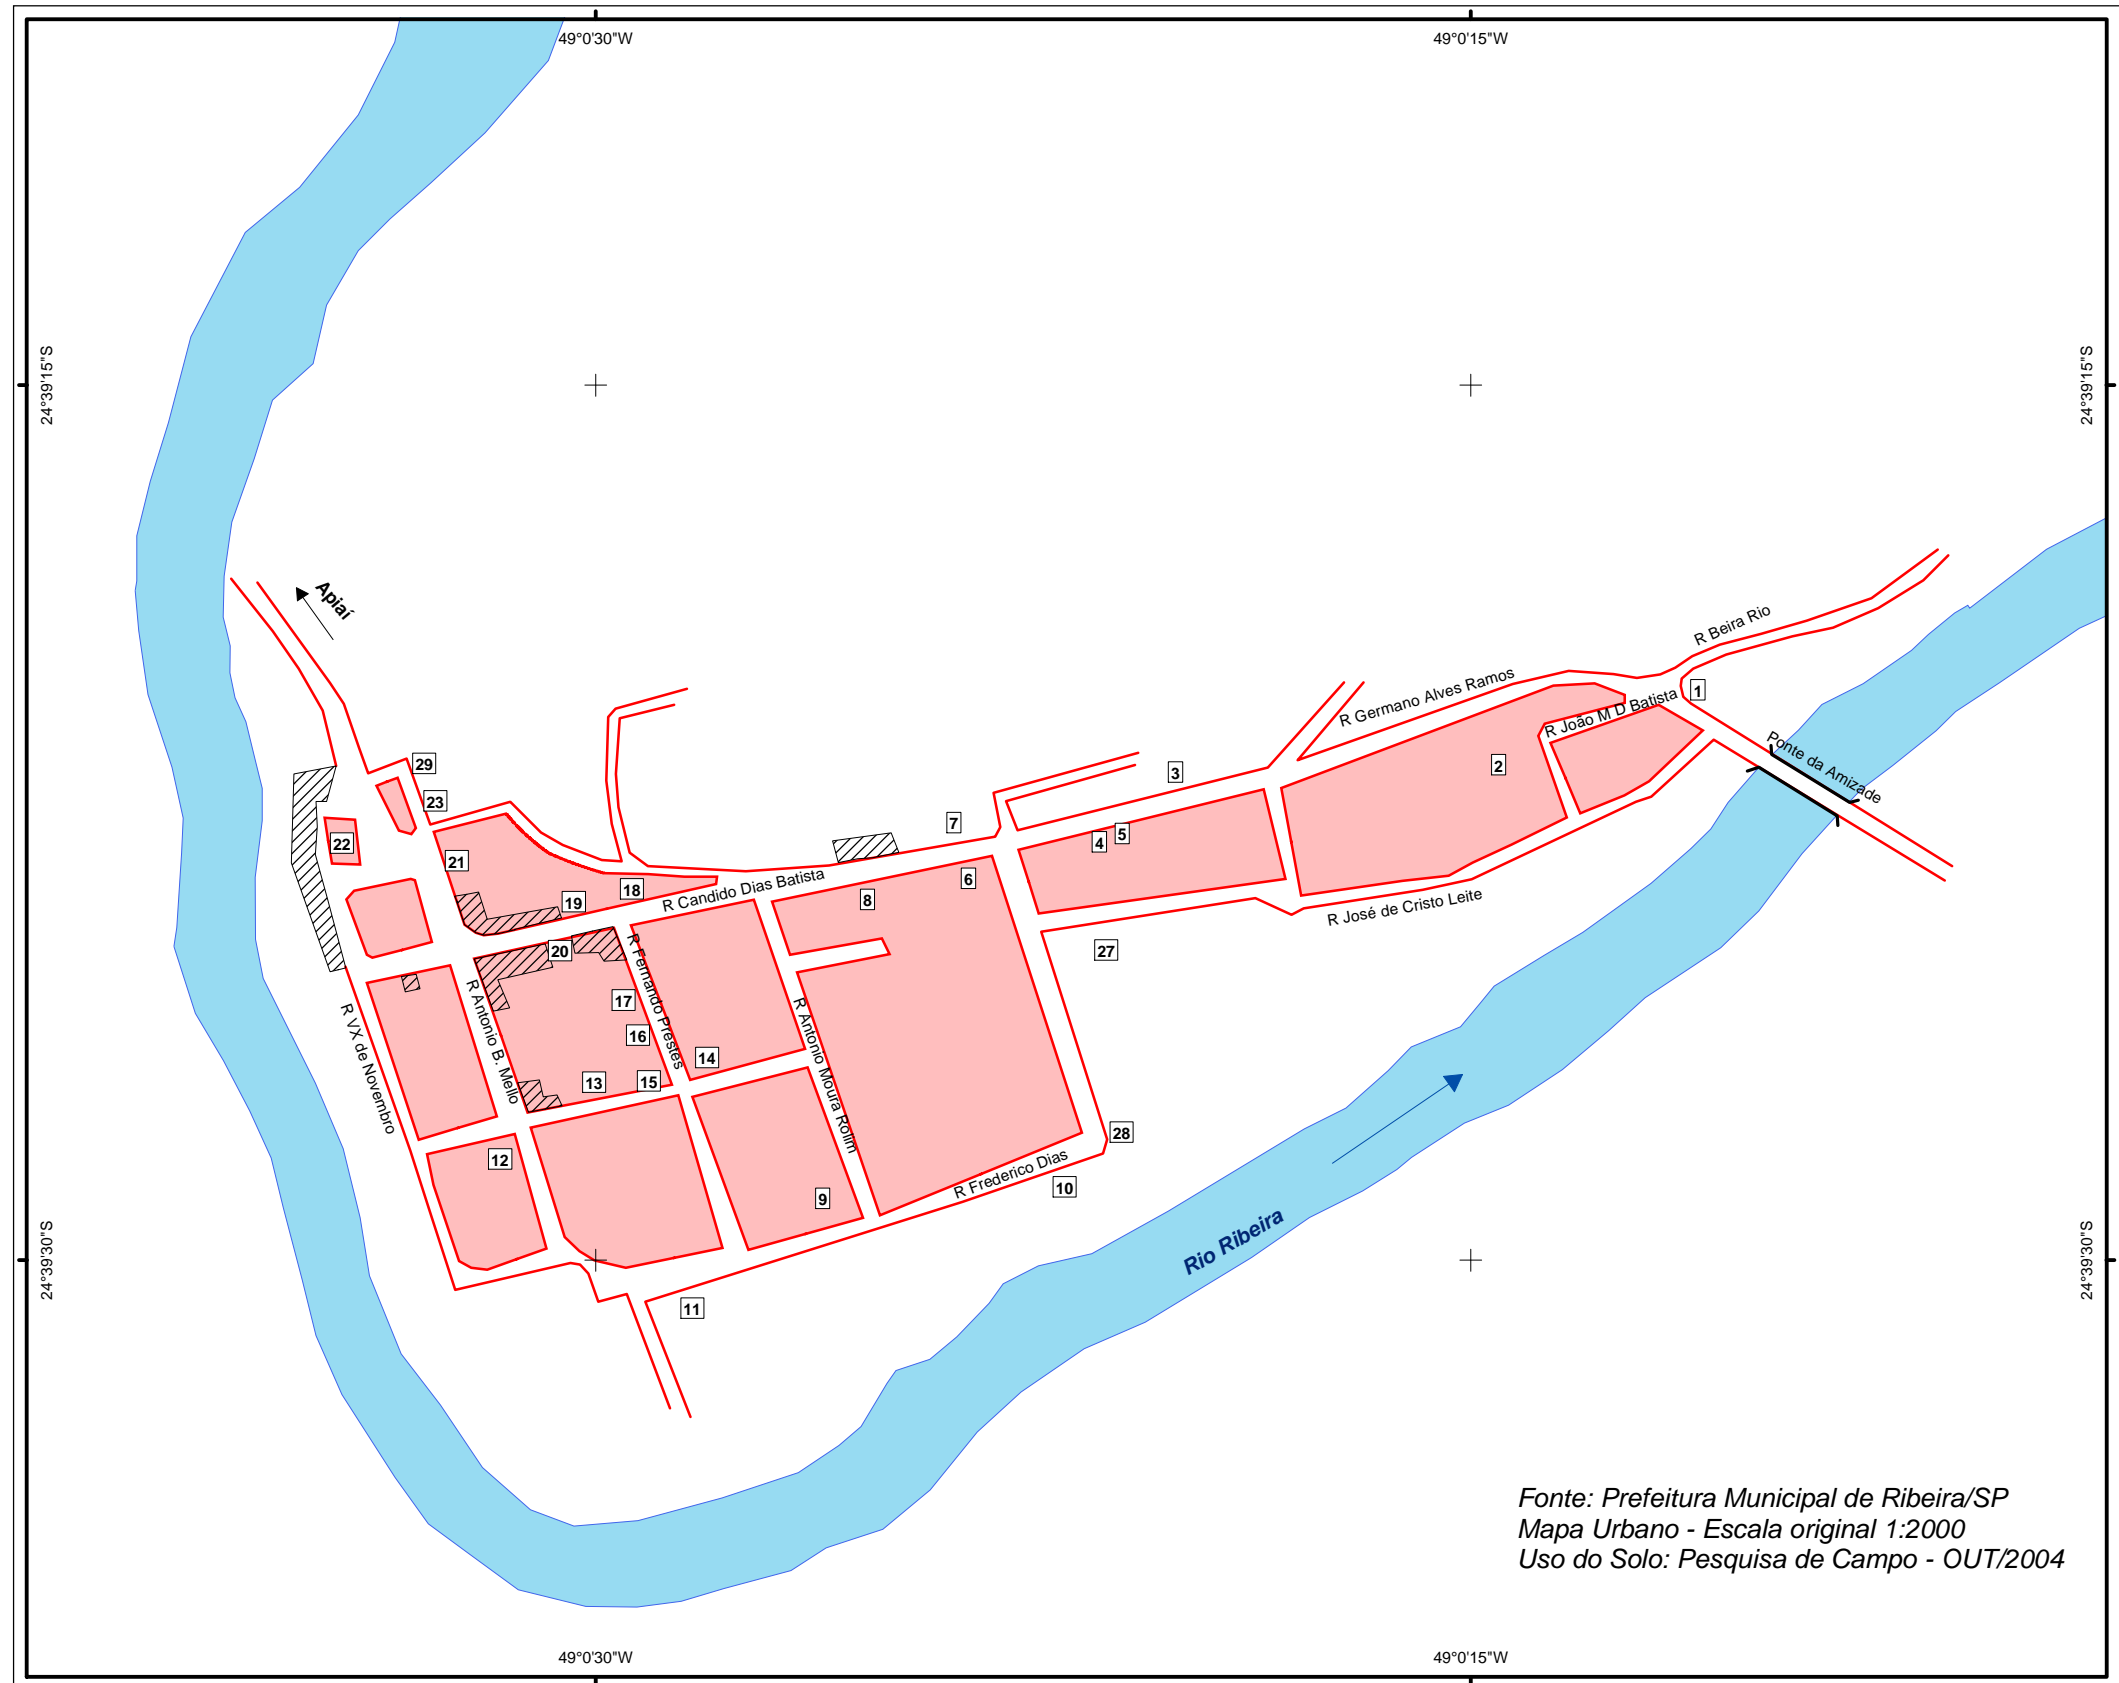 49°0'30"W
49°0'15"W
24°39'15"S
24°39'15"S
Apiaí
R Beira Rio
1
R Germano Alves Ramos
R João M D Batista
Ponte da Amizade
29
3
2
23
7
5
4
22
21
6
18
R Candido Dias Batista
8
19
R José de Cristo Leite
20
27
R Fernando Prestes
17
R VX de Novembro
R Antonio B. Mello
R Antonio Moura Rolim
16
14
13
15
28
12
R Frederico Dias
10
9
Rio Ribeira
24°39'30"S
24°39'30"S
11
Fonte: Prefeitura Municipal de Ribeira/SP
Mapa Urbano - Escala original 1:2000
Uso do Solo: Pesquisa de Campo - OUT/2004
49°0'30"W
49°0'15"W